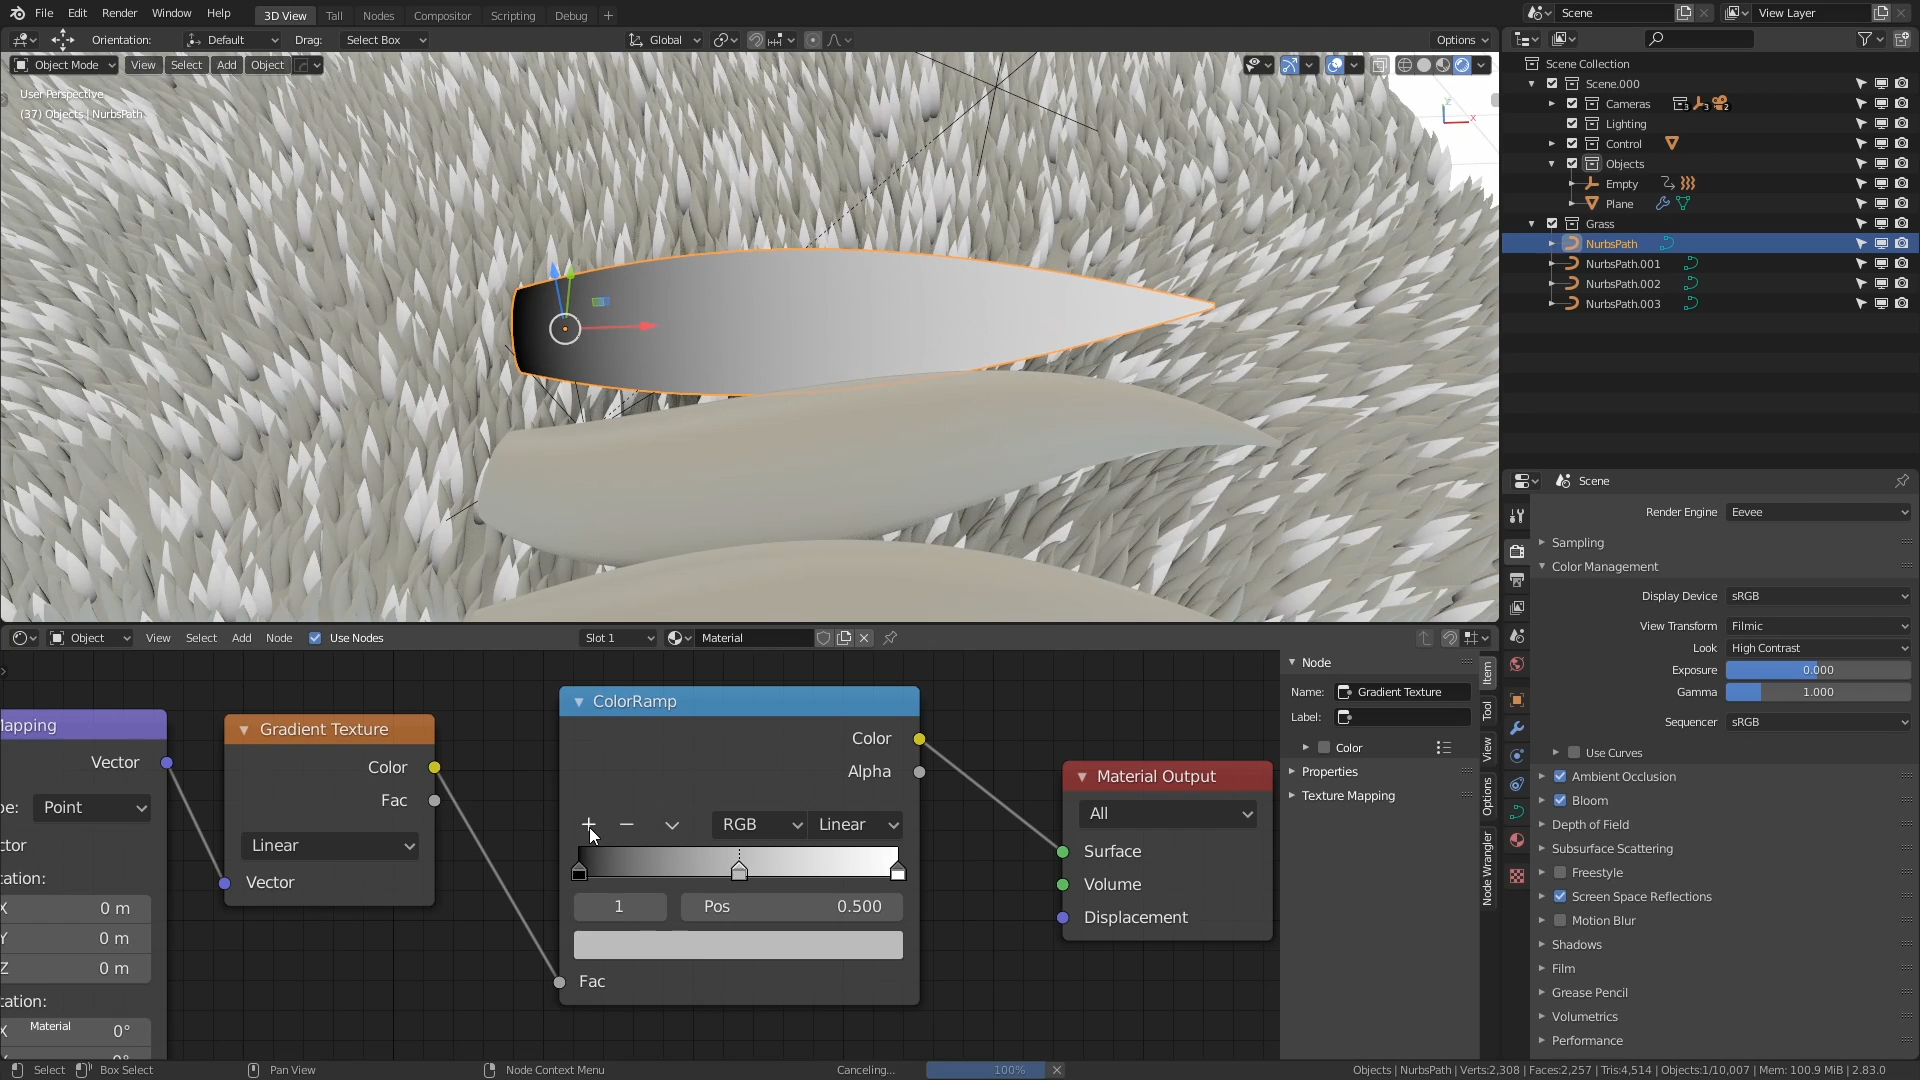 File Edit Render Window Help 3D View Tall Nodes Compositor Scripting Debug Scene View Layer
Orientation: Default Drag: Select Box Global Options
Object Mode View Select Add Object
User Perspective
(37) Objects | NurbsPath
Z
X
Scene Collection
Scene.000
Cameras 3 3 2
Lighting
Control
Objects
Empty
Plane
Grass
NurbsPath
NurbsPath.001
NurbsPath.002
NurbsPath.003
Scene
Render Engine Eevee
Sampling
Color Management
Display Device sRGB
View Transform Filmic
Look High Contrast
Exposure 0.000
Gamma 1.000
Sequencer sRGB
Use Curves
Ambient Occlusion
Bloom
Depth of Field
Subsurface Scattering
Freestyle
Screen Space Reflections
Motion Blur
Shadows
Film
Grease Pencil
Volumetrics
Performance
Object View Select Add Node Use Nodes Slot 1 Material
Mapping
Vector
pe: Point
ctor
ation:
X 0 m
Y 0 m
Z 0 m
tation:
X 0°
Y 0°
Material
Gradient Texture
Color
Fac
Linear
Vector
ColorRamp
Color
Alpha
RGB Linear
1 Pos 0.500
Fac
Material Output
All
Surface
Volume
Displacement
Node
Name: Gradient Texture
Label:
Color
Properties
Texture Mapping
Item
Tool
View
Options
Node Wrangler
Select Box Select Pan View Node Context Menu Canceling... 100% Objects | NurbsPath | Verts:2,308 | Faces:2,257 | Tris:4,514 | Objects:1/10,007 | Mem: 100.9 MiB | 2.83.0